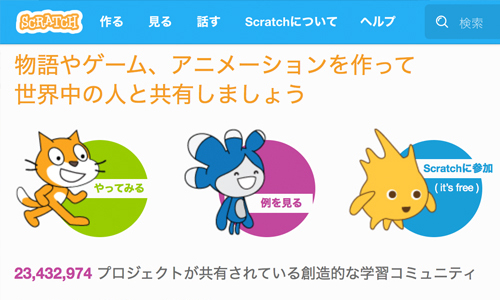 SCRATCH 作る 見る 話す Scratchについて ヘルプ 検索
物語やゲーム、アニメーションを作って
世界中の人と共有しましょう
やってみる
例を見る
Scratchに参加
( it's free )
23,432,974 プロジェクトが共有されている創造的な学習コミュニティ